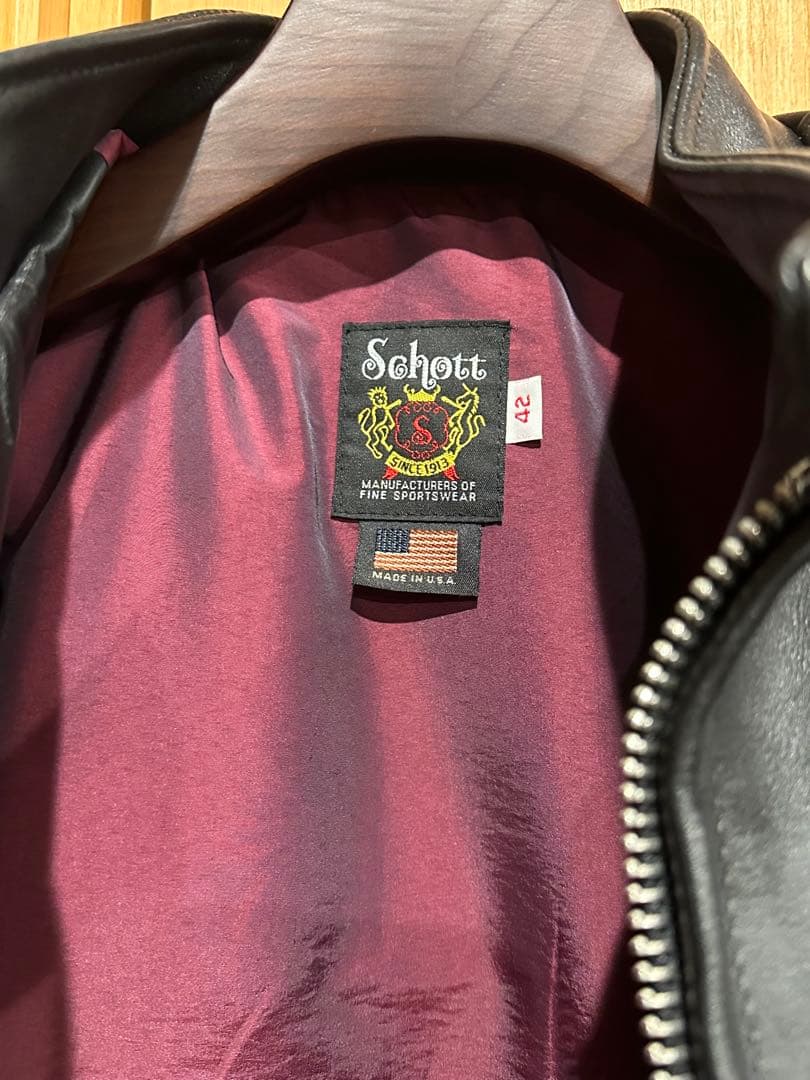 Schott
S
SINCE 1913
MANUFACTURERS OF
FINE SPORTSWEAR
42
MADE IN U.S.A.